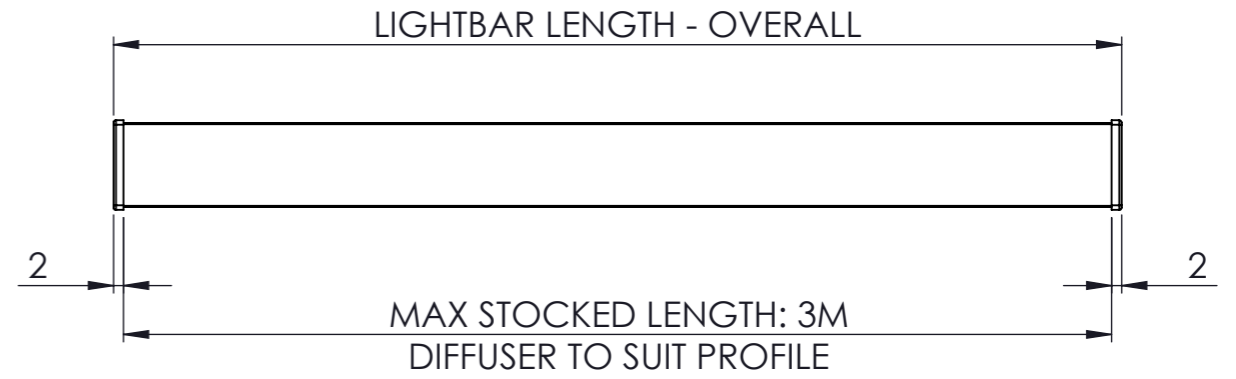 LIGHTBAR LENGTH - OVERALL
2
2
MAX STOCKED LENGTH: 3M
DIFFUSER TO SUIT PROFILE